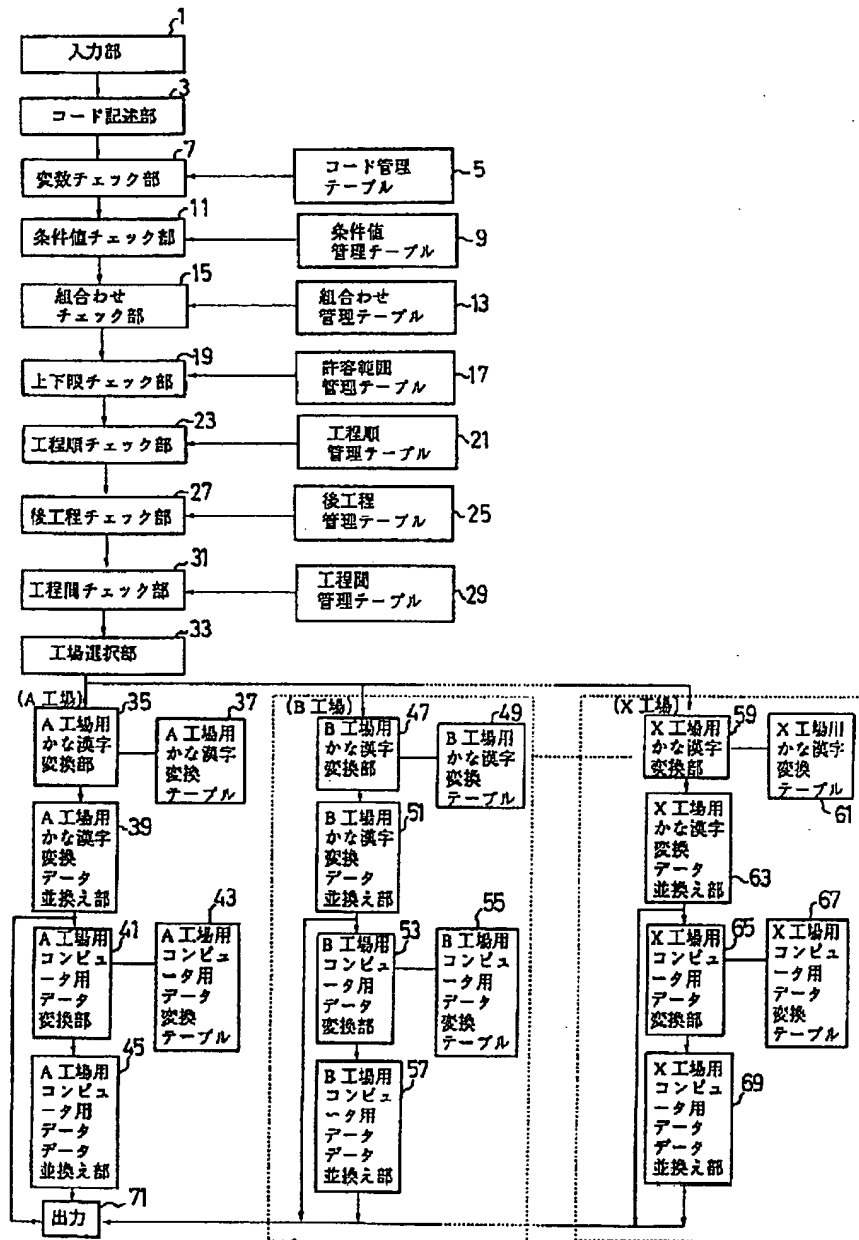 1
入力部
3
コード記述部
7
変数チェック部
コード管理
テーブル
5
11
条件値チェック部
条件値
管理テーブル
9
15
組合わせ
チェック部
組合わせ
管理テーブル
13
19
上下限チェック部
許容範囲
管理テーブル
17
23
工程順チェック部
工程順
管理テーブル
21
27
後工程チェック部
後工程
管理テーブル
25
31
工程間チェック部
工程間
管理テーブル
29
33
工場選択部
(A工場)
35
A工場用
かな漢字
変換部
37
A工場用
かな漢字
変換
テーブル
39
A工場用
かな漢字
変換
データ
並換え部
41
A工場用
コンピュ
ータ用
データ
変換部
43
A工場用
コンピュ
ータ用
データ
変換
テーブル
45
A工場用
コンピュ
ータ用
データ
データ
並換え部
71
出力
(B工場)
47
B工場用
かな漢字
変換部
49
B工場用
かな漢字
変換
テーブル
51
B工場用
かな漢字
変換
データ
並換え部
53
B工場用
コンピュ
ータ用
データ
変換部
55
B工場用
コンピュ
ータ用
データ
変換
テーブル
57
B工場用
コンピュ
ータ用
データ
データ
並換え部
(X工場)
59
X工場用
かな漢字
変換部
X工場用
かな漢字
変換
テーブル
61
X工場用
かな漢字
変換
データ
並換え部
63
65
X工場用
コンピュ
ータ用
データ
変換部
67
X工場用
コンピュ
ータ用
データ
変換
テーブル
X工場用
コンピュ
ータ用
データ
データ
並換え部
69